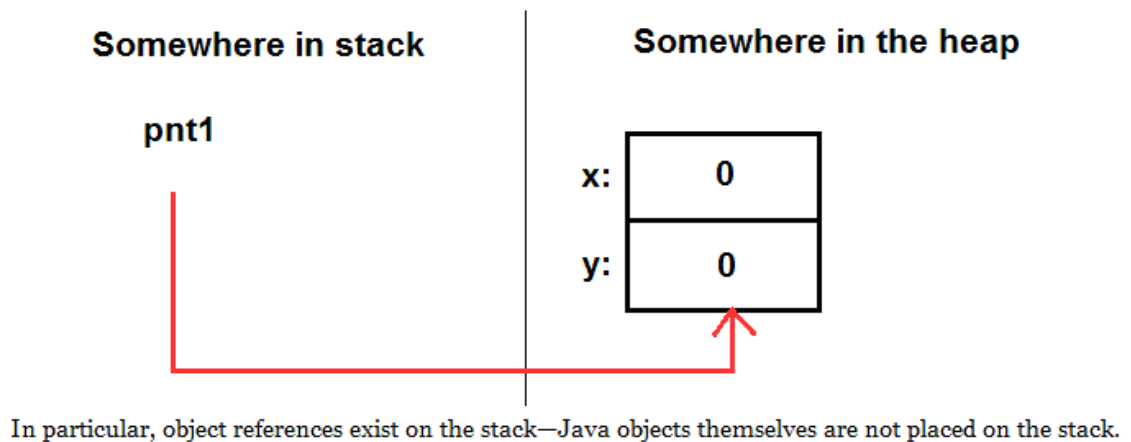 Somewhere in stack
Somewhere in the heap
pnt1
x: 0
y: 0
In particular, object references exist on the stack—Java objects themselves are not placed on the stack.